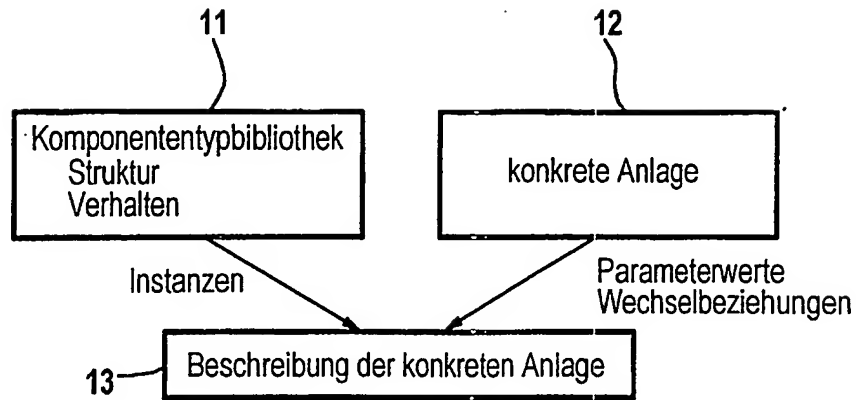 11
12
Komponententypbibliothek
Struktur
Verhalten
konkrete Anlage
Instanzen
Parameterwerte
Wechselbeziehungen
13
Beschreibung der konkreten Anlage